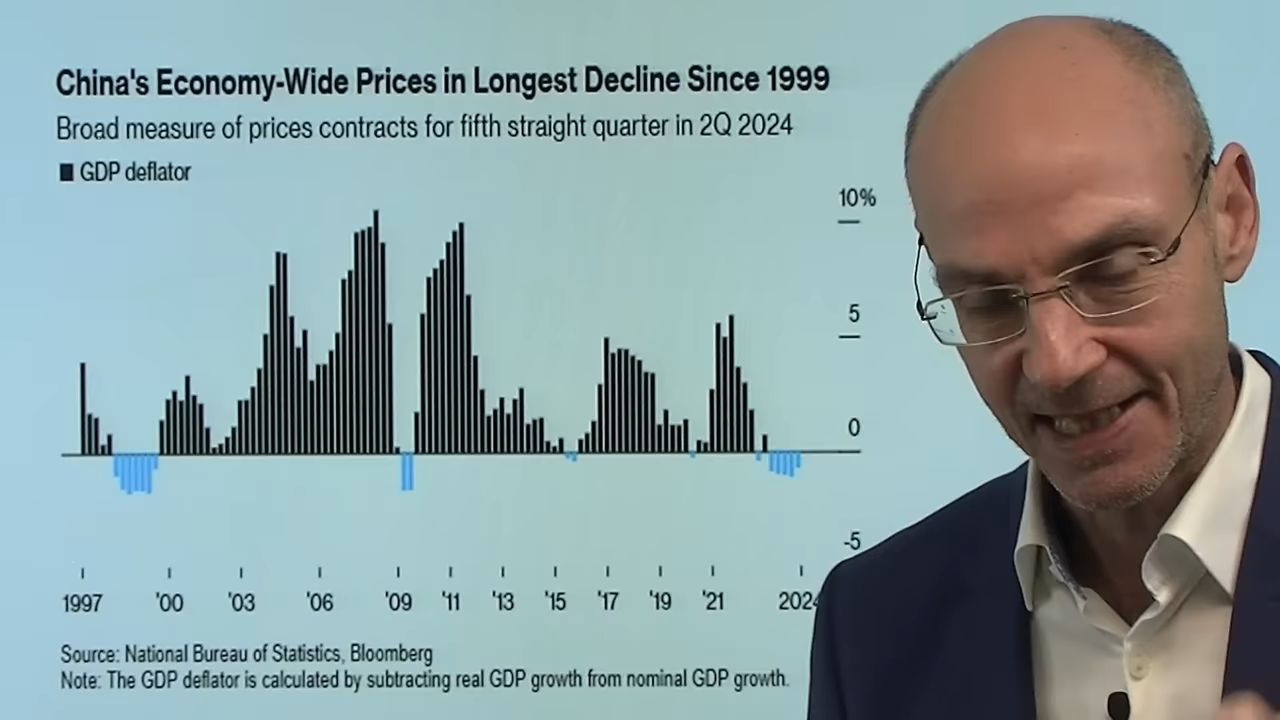 China's Economy-Wide Prices in Longest Decline Since 1999
Broad measure of prices contracts for fifth straight quarter in 2Q 2024
GDP deflator
10%
5
0
-5
1997 '00 '03 '06 '09 '11 '13 '15 '17 '19 '21 2024
Source: National Bureau of Statistics, Bloomberg
Note: The GDP deflator is calculated by subtracting real GDP growth from nominal GDP growth.